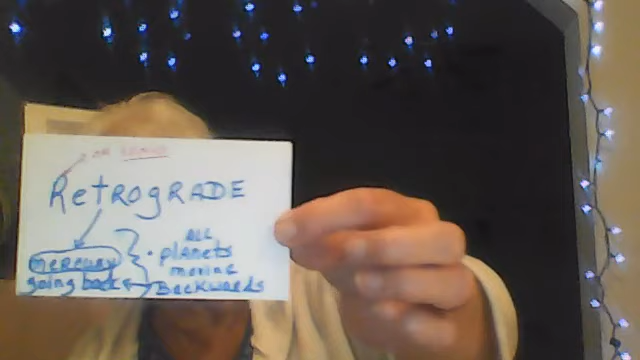 RetroGRADE
ALL
planets
mercury moving
going back Backwards